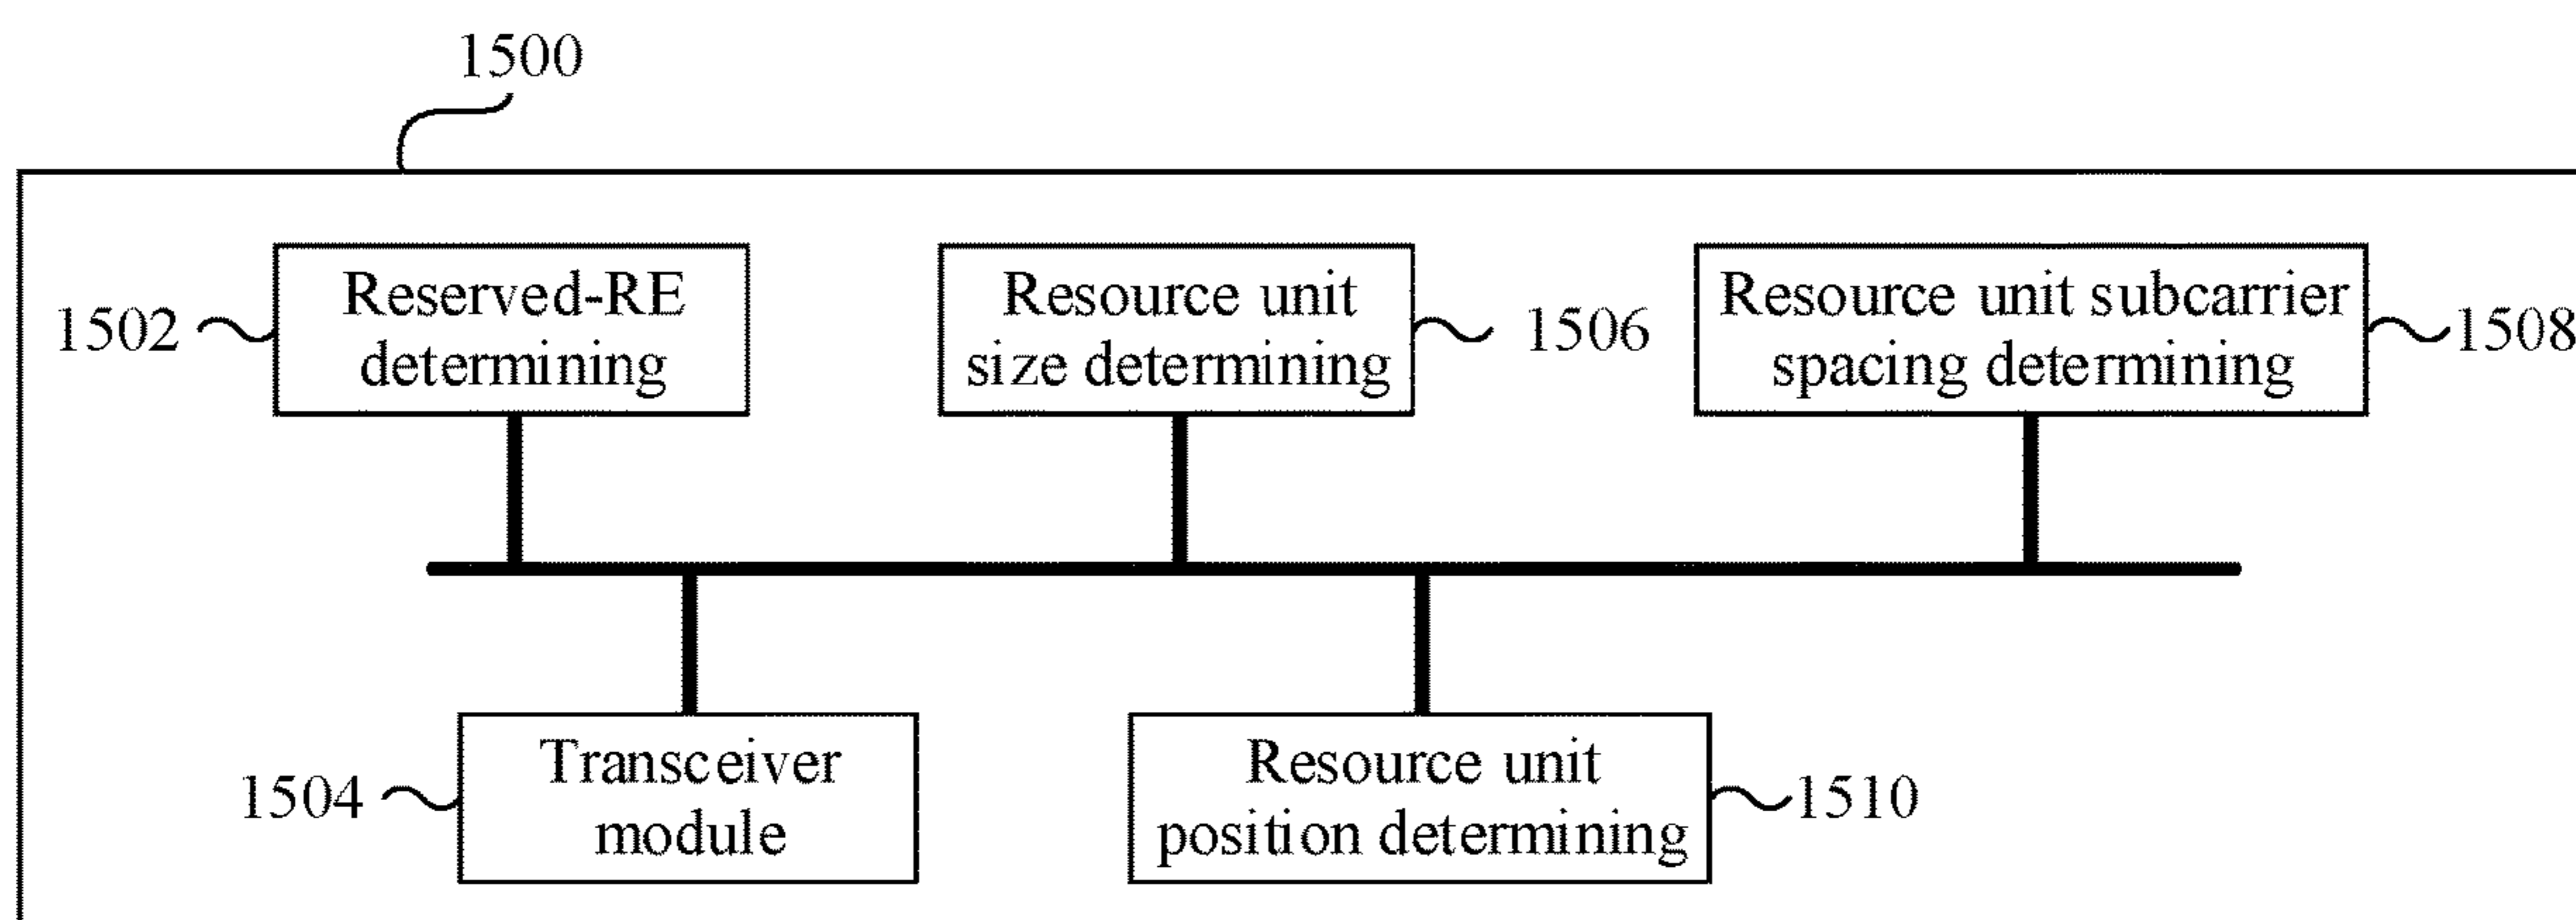 1500
Reserved-RE
determining
1502
Resource unit
size determining
1506
Resource unit subcarrier
spacing determining
1508
Transceiver
module
1504
Resource unit
position determining
1510